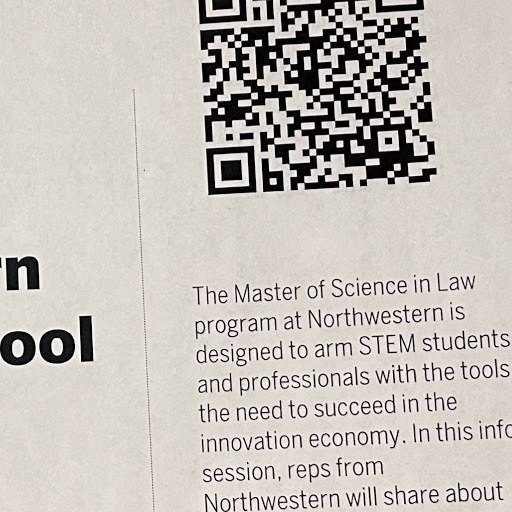 rn
ool
The Master of Science in Law
program at Northwestern is
designed to arm STEM students
and professionals with the tools
the need to succeed in the
innovation economy. In this info
session, reps from
Northwestern will share about